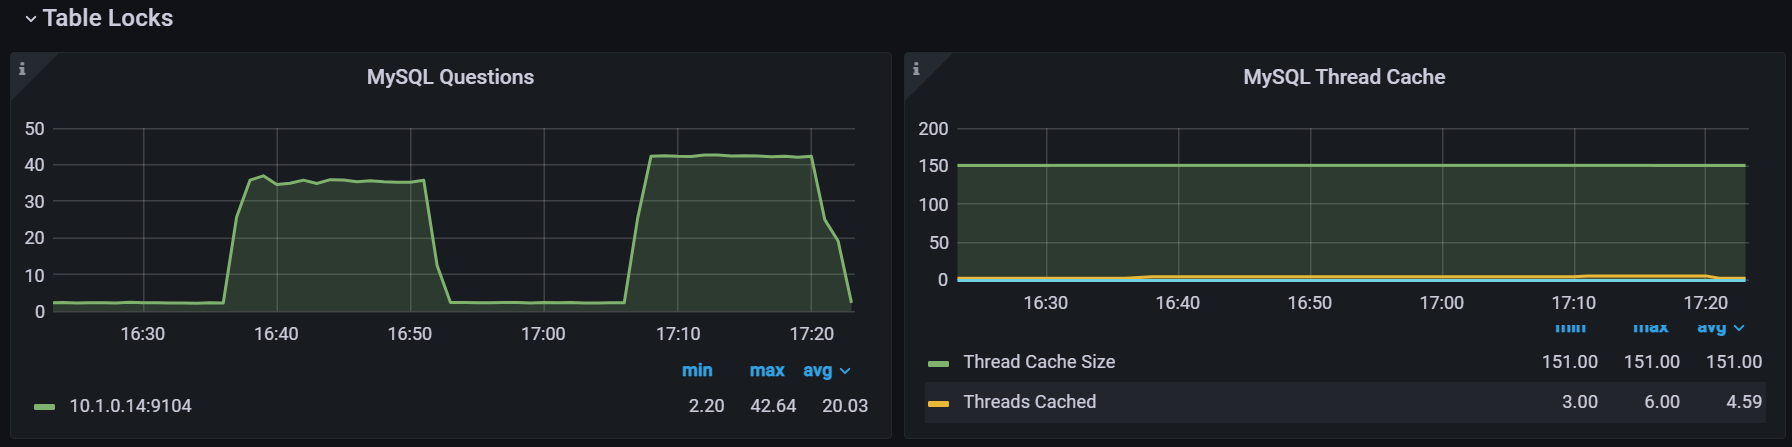 Table Locks
i
MySQL Questions
50
40
30
20
10
0
16:30 16:40 16:50 17:00 17:10 17:20
min max avg
10.1.0.14:9104 2.20 42.64 20.03
i
MySQL Thread Cache
200
150
100
50
0
16:30 16:40 16:50 17:00 17:10 17:20
min max avg
Thread Cache Size 151.00 151.00 151.00
Threads Cached 3.00 6.00 4.59